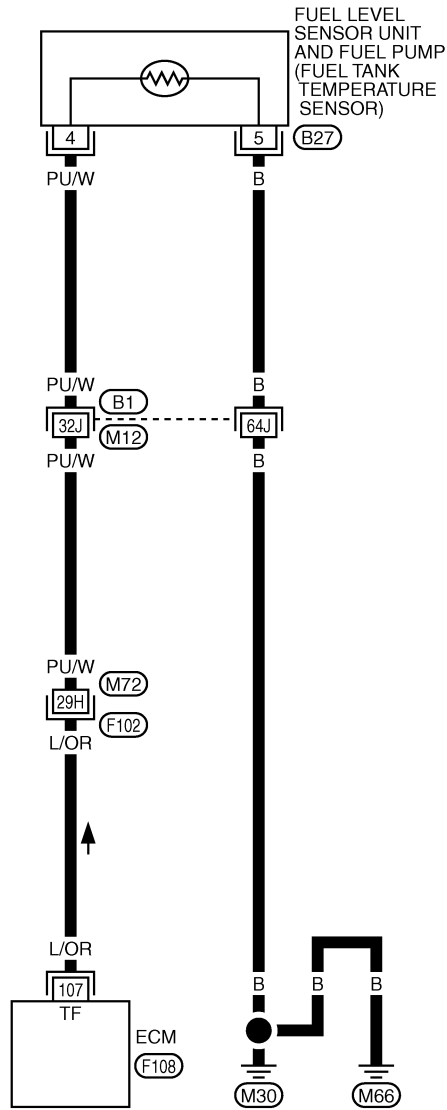 FUEL LEVEL
SENSOR UNIT
AND FUEL PUMP
(FUEL TANK
TEMPERATURE
SENSOR)
4
5
B27
PU/W
B
PU/W
B
B1
32J
64J
M12
PU/W
B
PU/W
M72
29H
F102
L/OR
L/OR
B
B
B
107
TF
ECM
F108
M30
M66